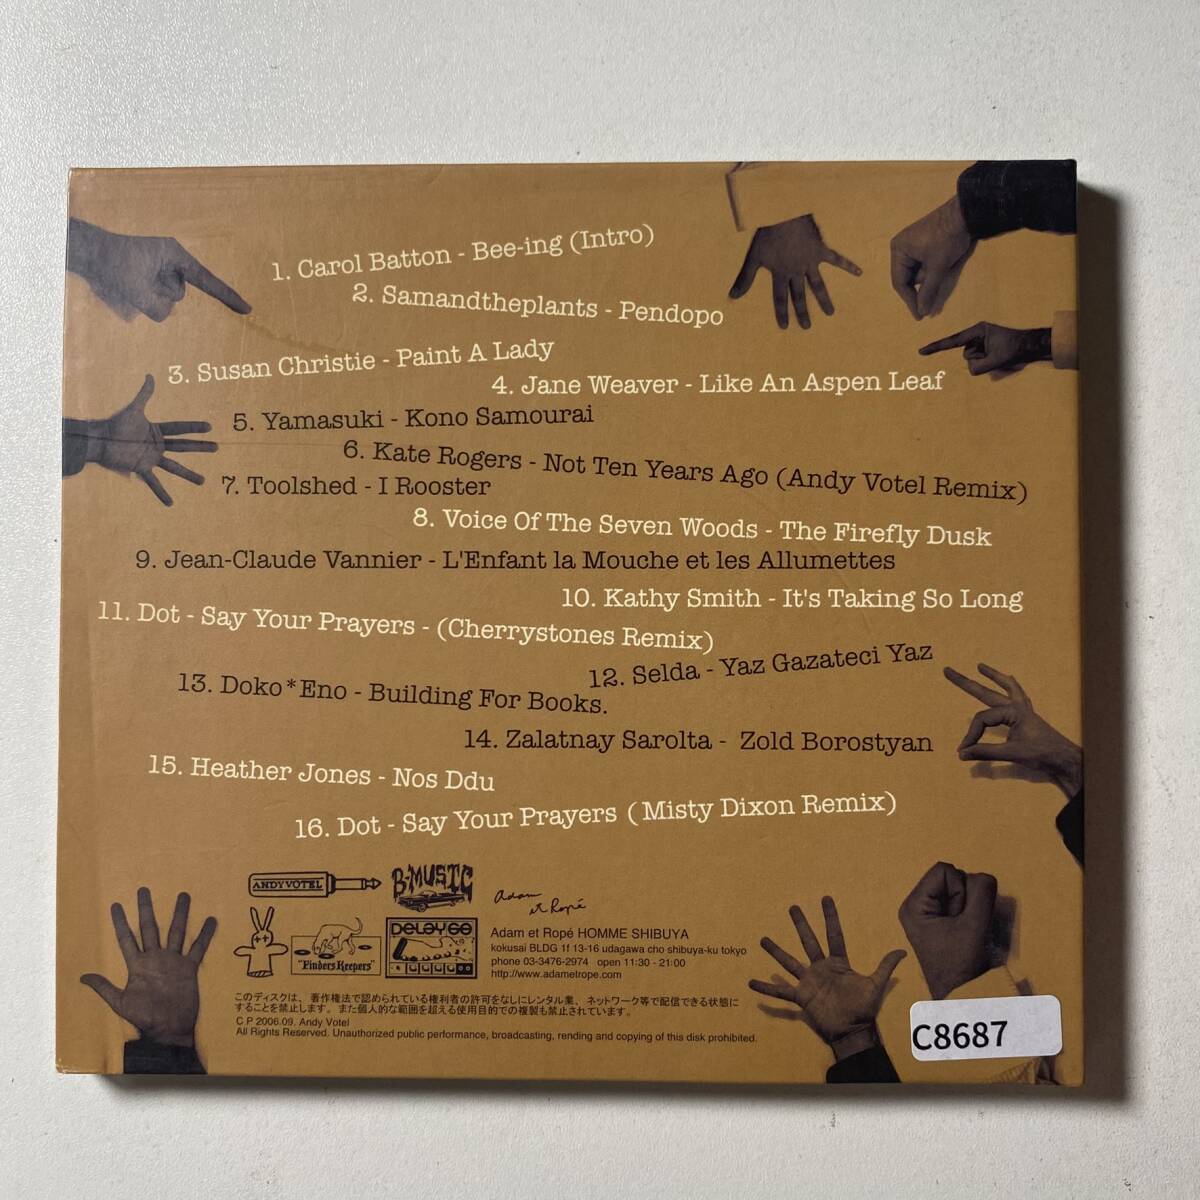 1. Carol Batton - Bee-ing (Intro)
2. Samandtheplants - Pendopo
3. Susan Christie - Paint A Lady
4. Jane Weaver - Like An Aspen Leaf
5. Yamasuki - Kono Samourai
6. Kate Rogers - Not Ten Years Ago (Andy Votel Remix)
7. Toolshed - I Rooster
8. Voice Of The Seven Woods - The Firefly Dusk
9. Jean-Claude Vannier - L'Enfant la Mouche et les Allumettes
10. Kathy Smith - It's Taking So Long
11. Dot - Say Your Prayers - (Cherrystones Remix)
12. Selda - Yaz Gazateci Yaz
13. Doko*Eno - Building For Books.
14. Zalatnay Sarolta - Zold Borostyan
15. Heather Jones - Nos Ddu
16. Dot - Say Your Prayers (Misty Dixon Remix)
ANDY VOTEL
B-MUSIC
"Finders Keepers"
DELAY 68
Adam et Ropé
Adam et Ropé HOMME SHIBUYA
kokusai BLDG 1f 13-16 udagawa cho shibuya-ku tokyo
phone 03-3476-2974 open 11:30 - 21:00
http://www.adametrope.com
このディスクは、著作権法で認められている権利者の許可をなしにレンタル業、ネットワーク等で配信できる状態に
することを禁止します。また個人的な範囲を超える使用目的での複製も禁止されています。
C P 2006.09. Andy Votel
All Rights Reserved. Unauthorized public performance, broadcasting, rending and copying of this disk prohibited.
C8687